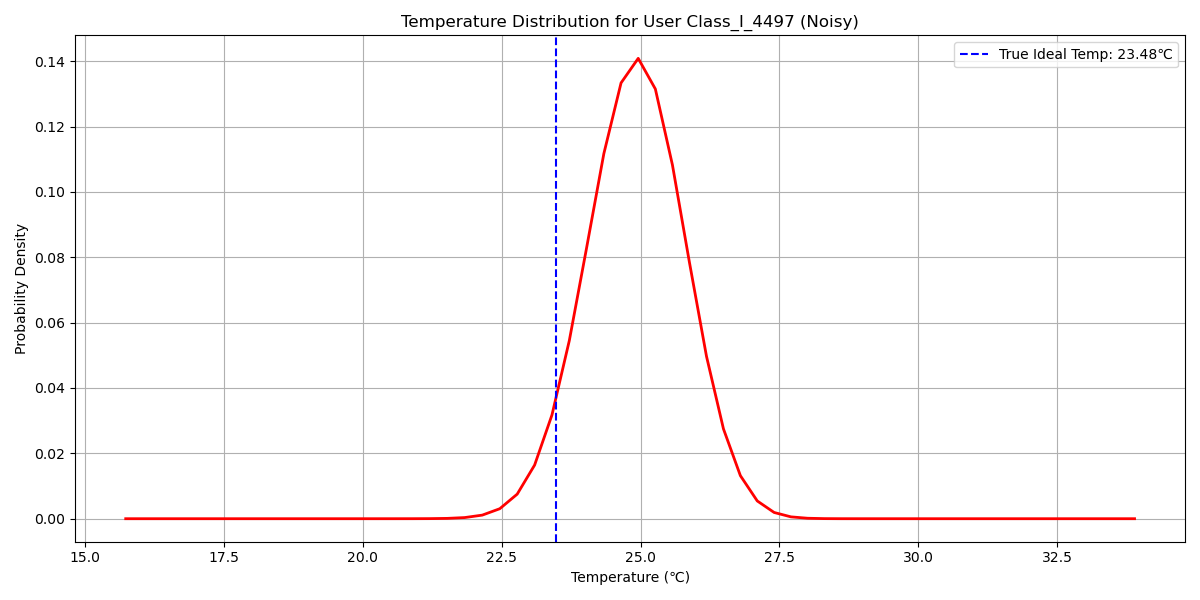 Temperature Distribution for User Class_I_4497 (Noisy)
True Ideal Temp: 23.48℃
Probability Density
0.14
0.12
0.10
0.08
0.06
0.04
0.02
0.00
15.0 17.5 20.0 22.5 25.0 27.5 30.0 32.5
Temperature (℃)